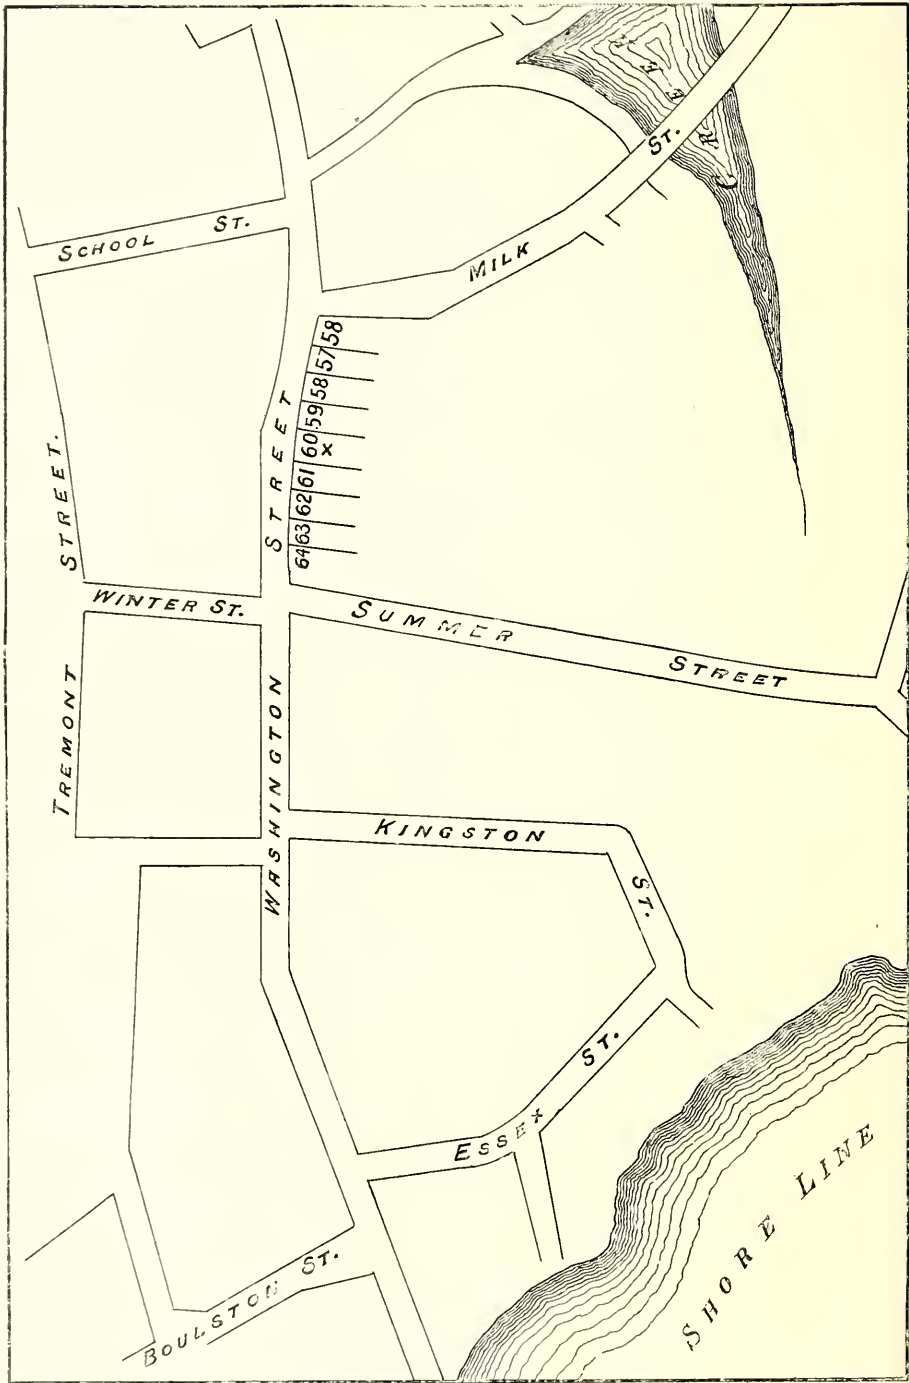 CREEK
ST.
SCHOOL ST.
MILK
58
57
58
59
60
x
61
62
63
64
STREET
STREET.
WINTER ST.
SUMMER STREET
TREMONT
WASHINGTON
KINGSTON
ST.
ST.
ESSEX
SHORE LINE
BOULSTON ST.